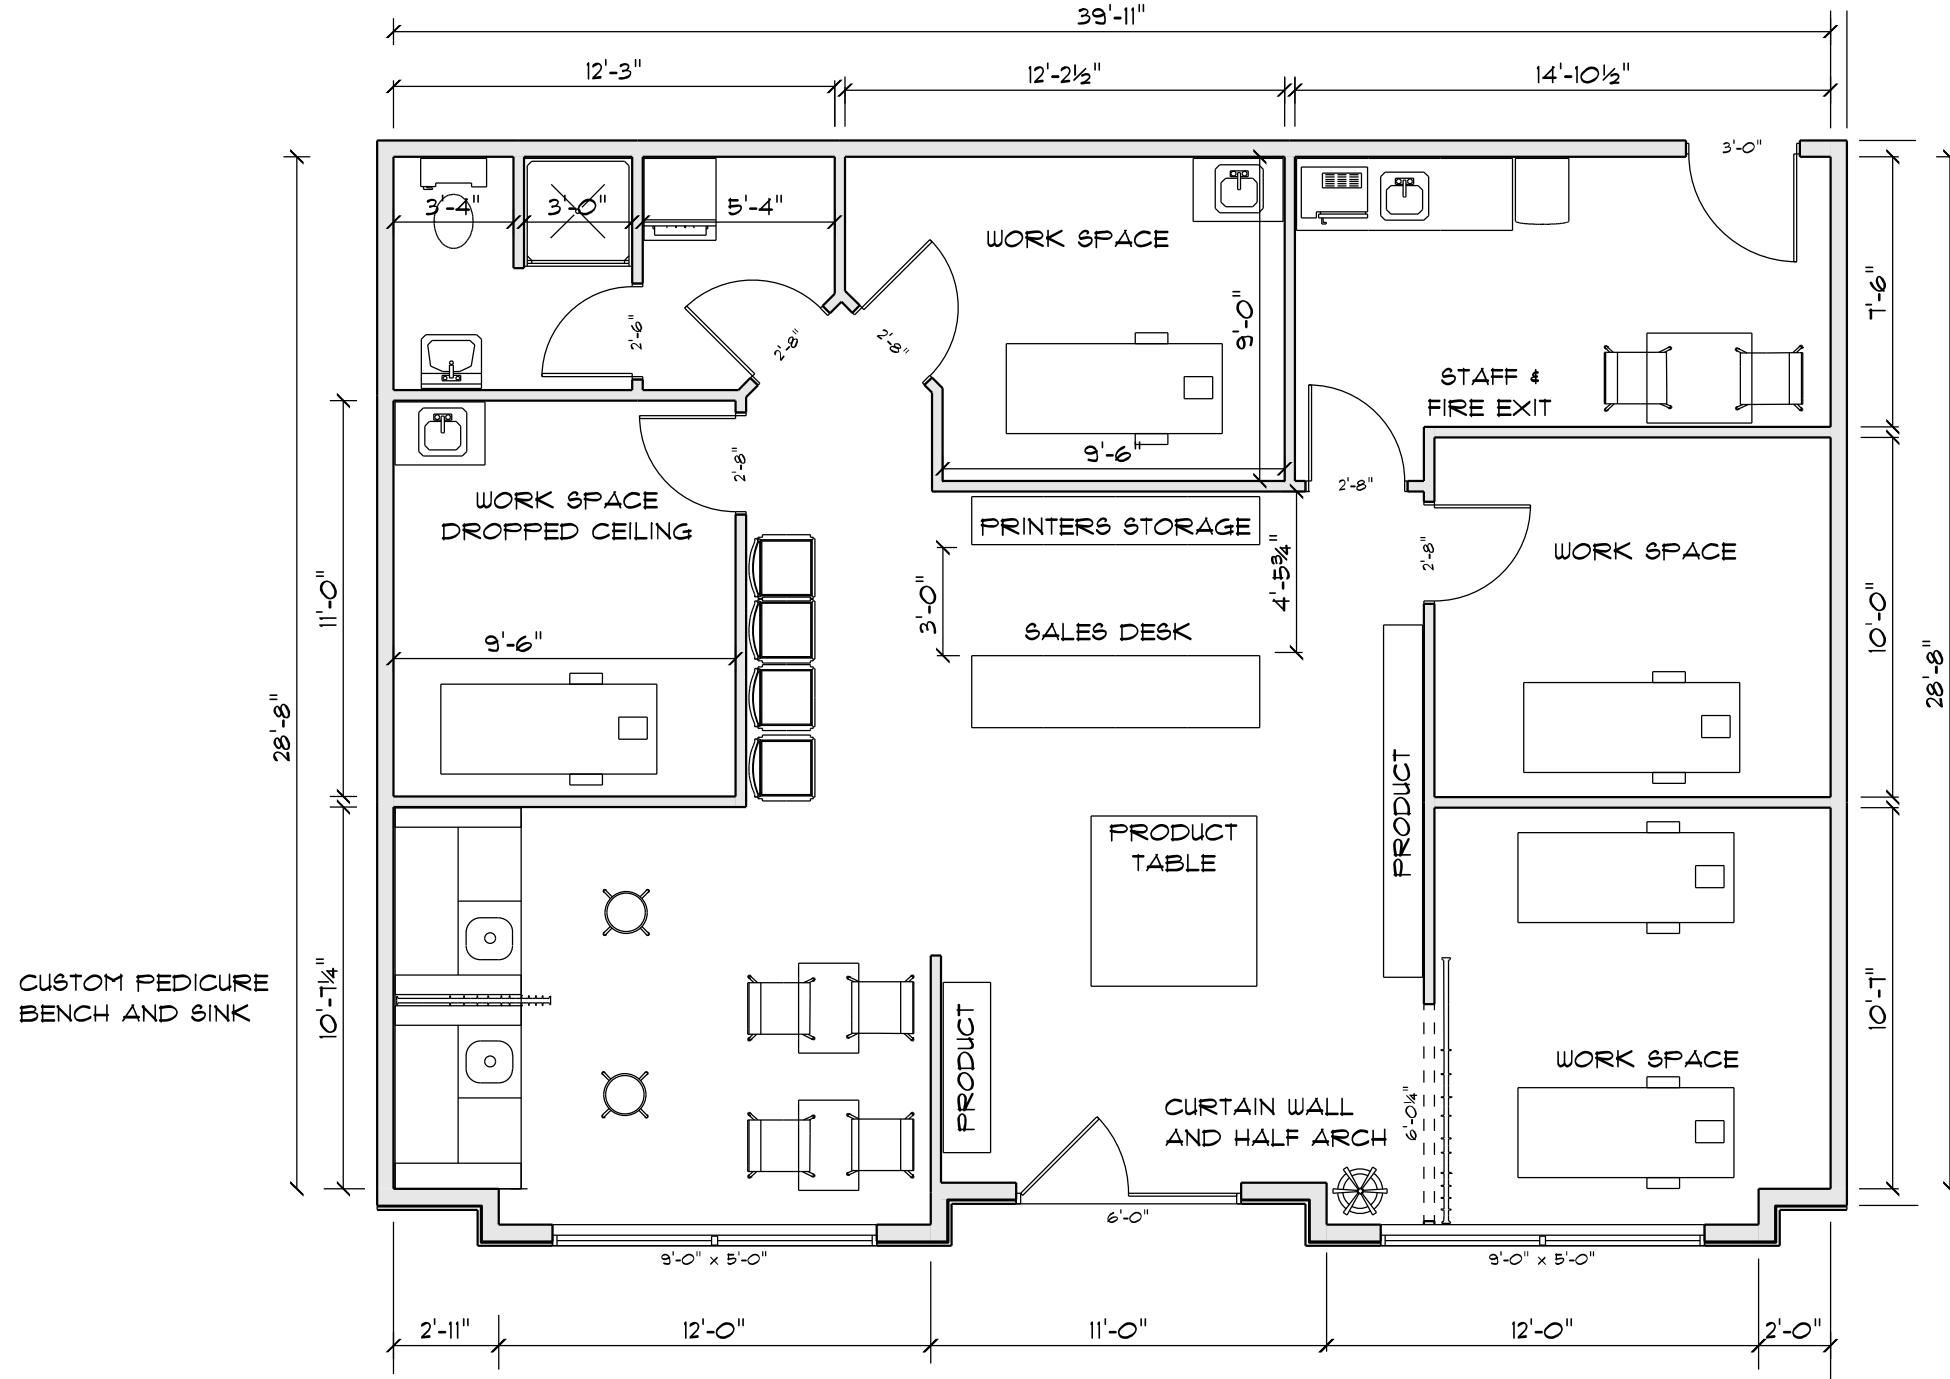 39'-11"
12'-3"
12'-2½"
14'-10½"
3'-0"
3'-4"
3'-0"
5'-4"
WORK SPACE
7'-6"
9'-0"
2'-6"
2'-8"
2'-8"
STAFF &
FIRE EXIT
9'-6"
2'-8"
2'-8"
WORK SPACE
DROPPED CEILING
PRINTERS STORAGE
2'-8"
WORK SPACE
4'-5¾"
3'-0"
11'-0"
10'-0"
SALES DESK
9'-6"
28'-8"
28'-8"
PRODUCT
PRODUCT
TABLE
CUSTOM PEDICURE
BENCH AND SINK
10'-7¼"
10'-7"
PRODUCT
WORK SPACE
CURTAIN WALL
AND HALF ARCH
6'-0¼"
6'-0"
9'-0" x 5'-0"
9'-0" x 5'-0"
2'-11"
12'-0"
11'-0"
12'-0"
2'-0"